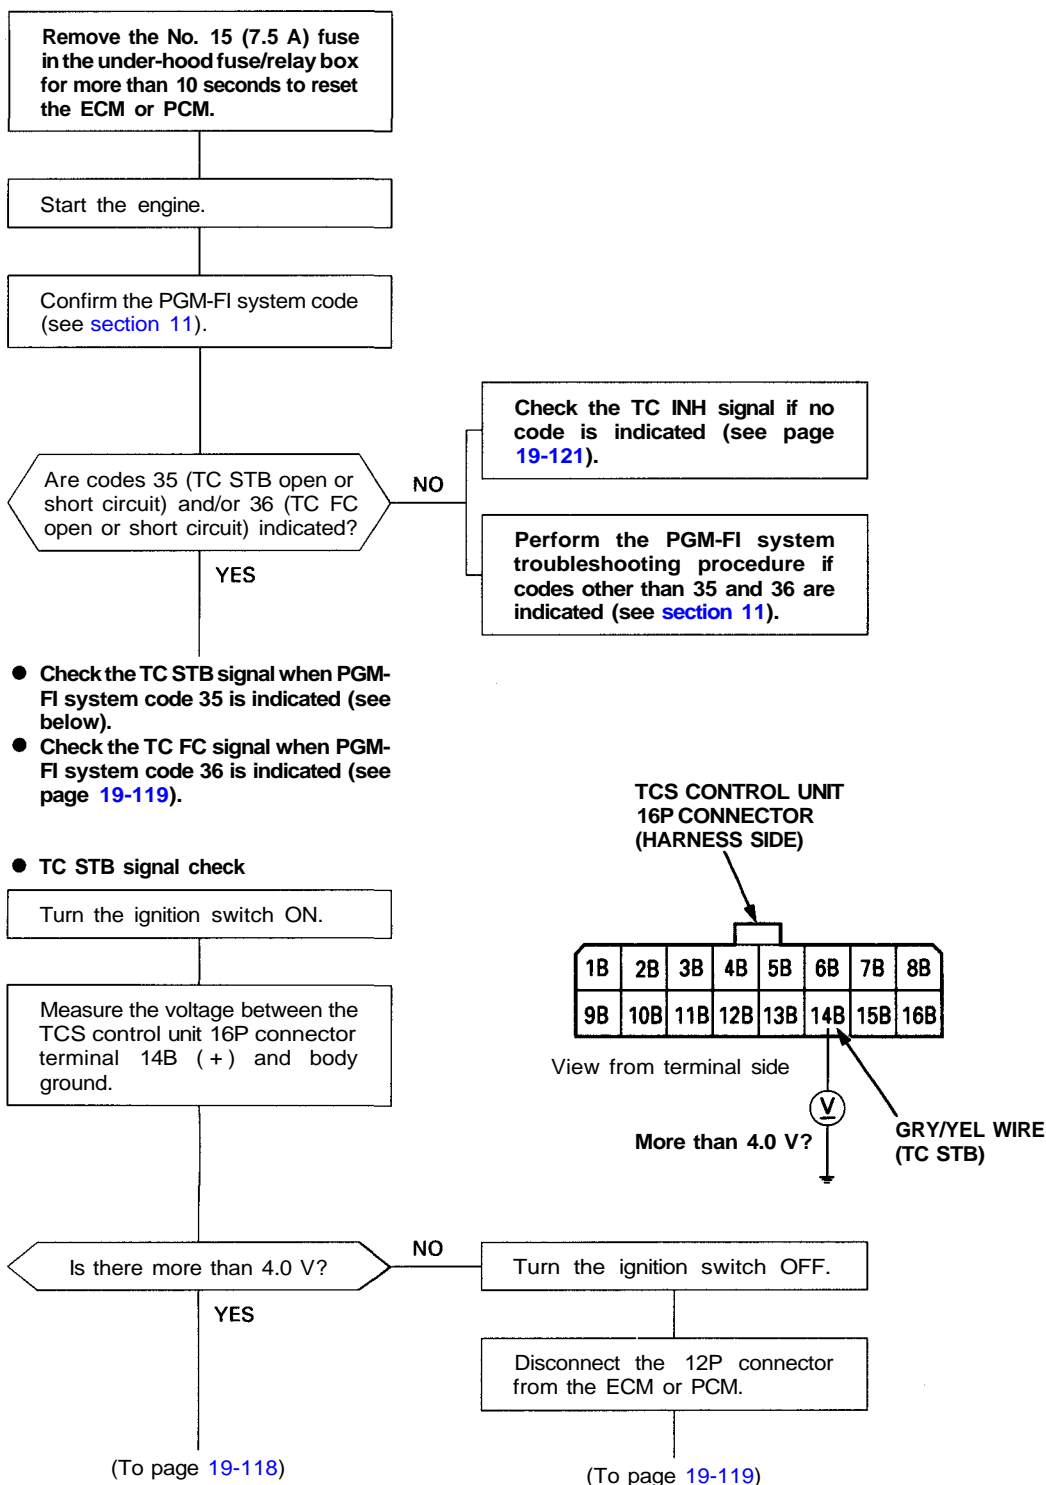 Remove the No. 15 (7.5 A) fuse
in the under-hood fuse/relay box
for more than 10 seconds to reset
the ECM or PCM.
Start the engine.
Confirm the PGM-FI system code
(see section 11).
Are codes 35 (TC STB open or
short circuit) and/or 36 (TC FC
open or short circuit) indicated?
NO
Check the TC INH signal if no
code is indicated (see page
19-121).
Perform the PGM-FI system
troubleshooting procedure if
codes other than 35 and 36 are
indicated (see section 11).
YES
● Check the TC STB signal when PGM-
FI system code 35 is indicated (see
below).
● Check the TC FC signal when PGM-
FI system code 36 is indicated (see
page 19-119).
● TC STB signal check
Turn the ignition switch ON.
Measure the voltage between the
TCS control unit 16P connector
terminal 14B (+) and body
ground.
TCS CONTROL UNIT
16P CONNECTOR
(HARNESS SIDE)
1B 2B 3B 4B 5B 6B 7B 8B
9B 10B 11B 12B 13B 14B 15B 16B
View from terminal side
V
More than 4.0 V?
GRY/YEL WIRE
(TC STB)
Is there more than 4.0 V?
NO
Turn the ignition switch OFF.
YES
Disconnect the 12P connector
from the ECM or PCM.
(To page 19-118)
(To page 19-119)